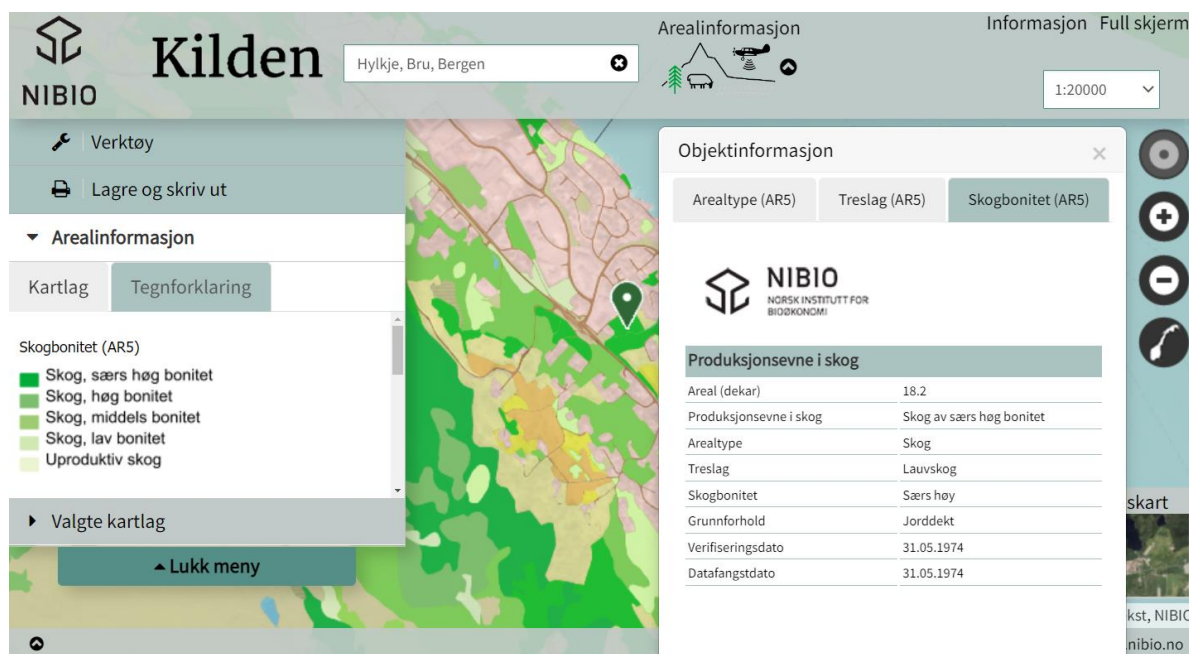 NIBIO
Kilden
Hylkje, Bru, Bergen
Arealinformasjon
Informasjon Full skjerm
1:20000
Verktøy
Lagre og skriv ut
Arealinformasjon
Kartlag Tegnforklaring
Skogbonitet (AR5)
Skog, særs høg bonitet
Skog, høg bonitet
Skog, middels bonitet
Skog, lav bonitet
Uproduktiv skog
Valgte kartlag
Lukk meny
Objektinformasjon
Arealtype (AR5) Treslag (AR5) Skogbonitet (AR5)
NIBIO
NORSK INSTITUTT FOR
BIOØKONOMI
Produksjonsevne i skog
Areal (dekar) 18.2
Produksjonsevne i skog Skog av særs høg bonitet
Arealtype Skog
Treslag Lauvskog
Skogbonitet Særs høy
Grunnforhold Jorddekt
Verifiseringsdato 31.05.1974
Datafangstdato 31.05.1974
skart
kst, NIBIO
nibio.no